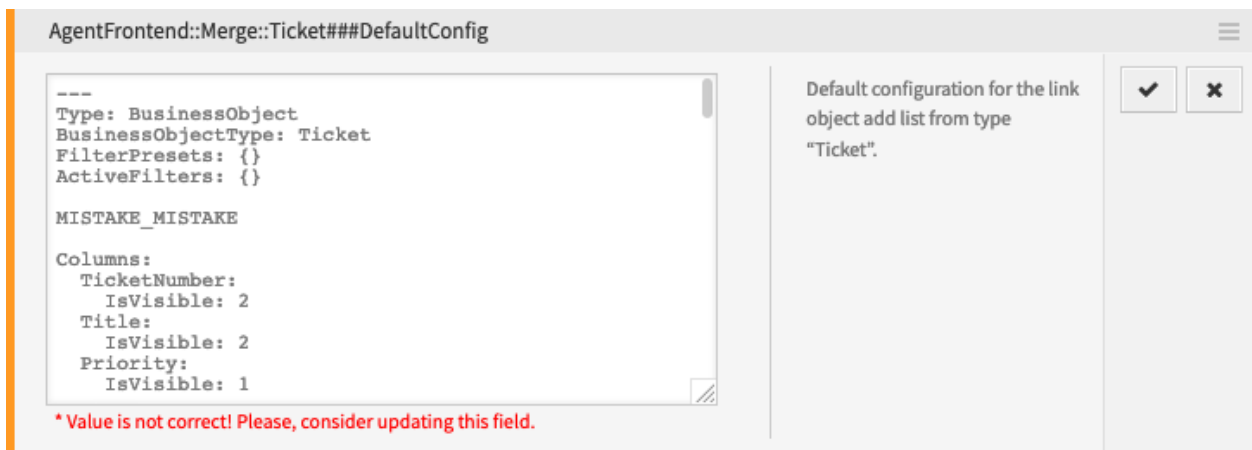 AgentFrontend::Merge::Ticket###DefaultConfig
---
Type: BusinessObject
BusinessObjectType: Ticket
FilterPresets: {}
ActiveFilters: {}
MISTAKE_MISTAKE
Columns:
  TicketNumber:
    IsVisible: 2
  Title:
    IsVisible: 2
  Priority:
    IsVisible: 1
* Value is not correct! Please, consider updating this field.
Default configuration for the link
object add list from type
“Ticket”.